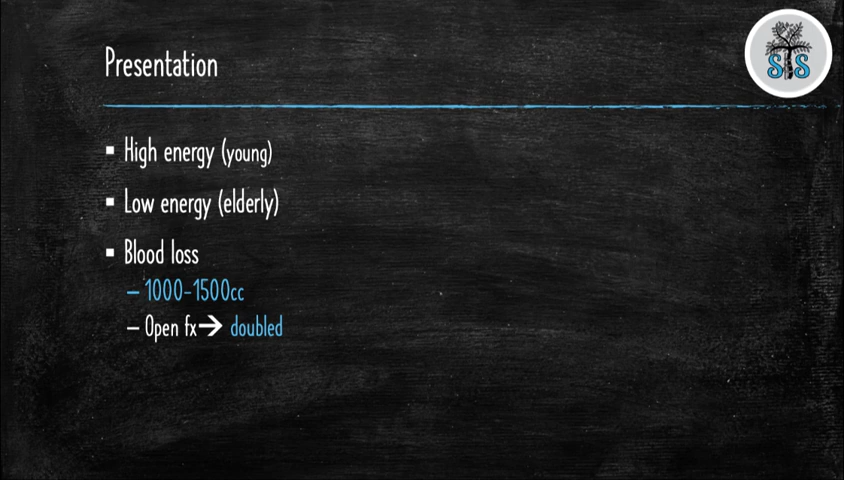 Presentation
STS
▪ High energy (young)
▪ Low energy (elderly)
▪ Blood loss
– 1000-1500cc
– Open fx→ doubled